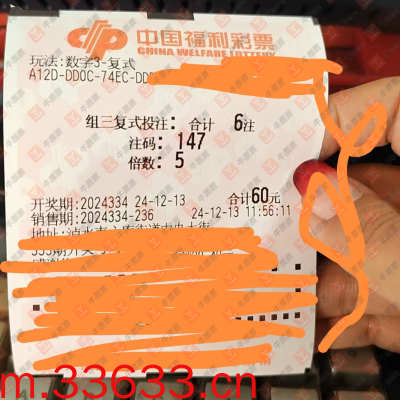 中国福利彩票
CHINA WELFARE LOTTERY
玩法:数字3-复式
A12D-DD0C-74EC-DD
组三复式投注: 合计 6注
注码: 147
倍数: 5
开奖期:2024334 24-12-13 合计60元
销售期:2024334-236 24-12-13 11:56:11
地址:
m.33633.cn